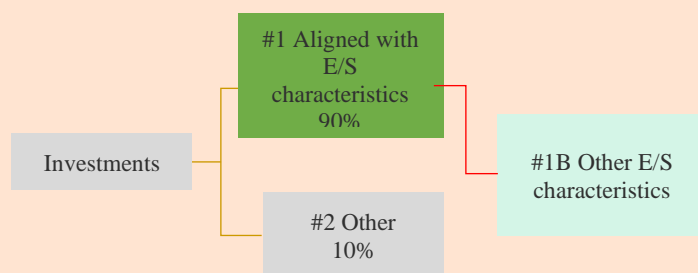 #1 Aligned with
E/S
characteristics
90%
Investments
#1B Other E/S
characteristics
#2 Other
10%